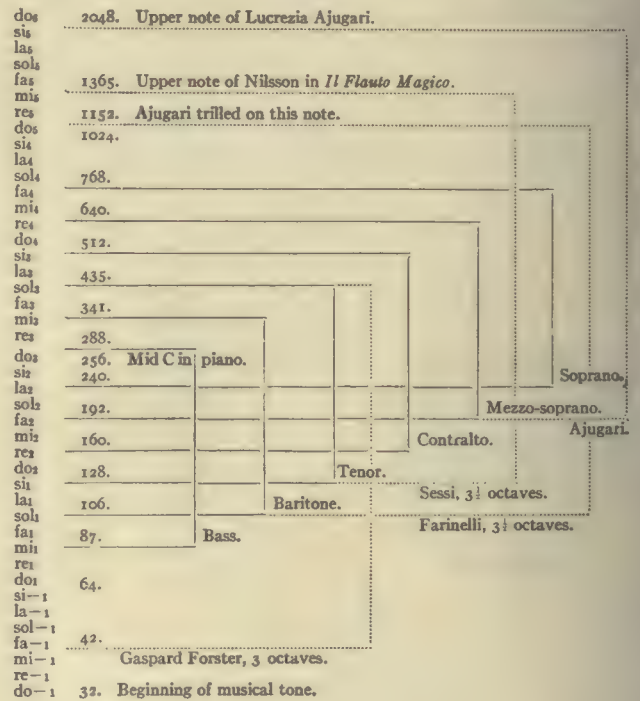 do₆ 2048. Upper note of Lucrezia Ajugari.
si₅
la₅
sol₅
fa₅ 1365. Upper note of Nilsson in Il Flauto Magico.
mi₅
re₅ 1152. Ajugari trilled on this note.
do₅ 1024.
si₄
la₄
sol₄ 768.
fa₄
mi₄ 640.
re₄
do₄ 512.
si₃
la₃ 435.
sol₃
fa₃ 341.
mi₃
re₃ 288.
do₃ 256. Mid C in piano.
si₂ 240. Soprano.
la₂
sol₂ 192. Mezzo-soprano.
fa₂ Ajugari.
mi₂ 160. Contralto.
re₂
do₂ 128. Tenor.
si₁ Sessi, 3½ octaves.
la₁ 106. Baritone.
sol₁ Farinelli, 3½ octaves.
fa₁ 87. Bass.
mi₁
re₁
do₁ 64.
si—₁
la—₁
sol—₁
fa—₁ 42.
mi—₁ Gaspard Forster, 3 octaves.
re—₁
do—₁ 32. Beginning of musical tone.